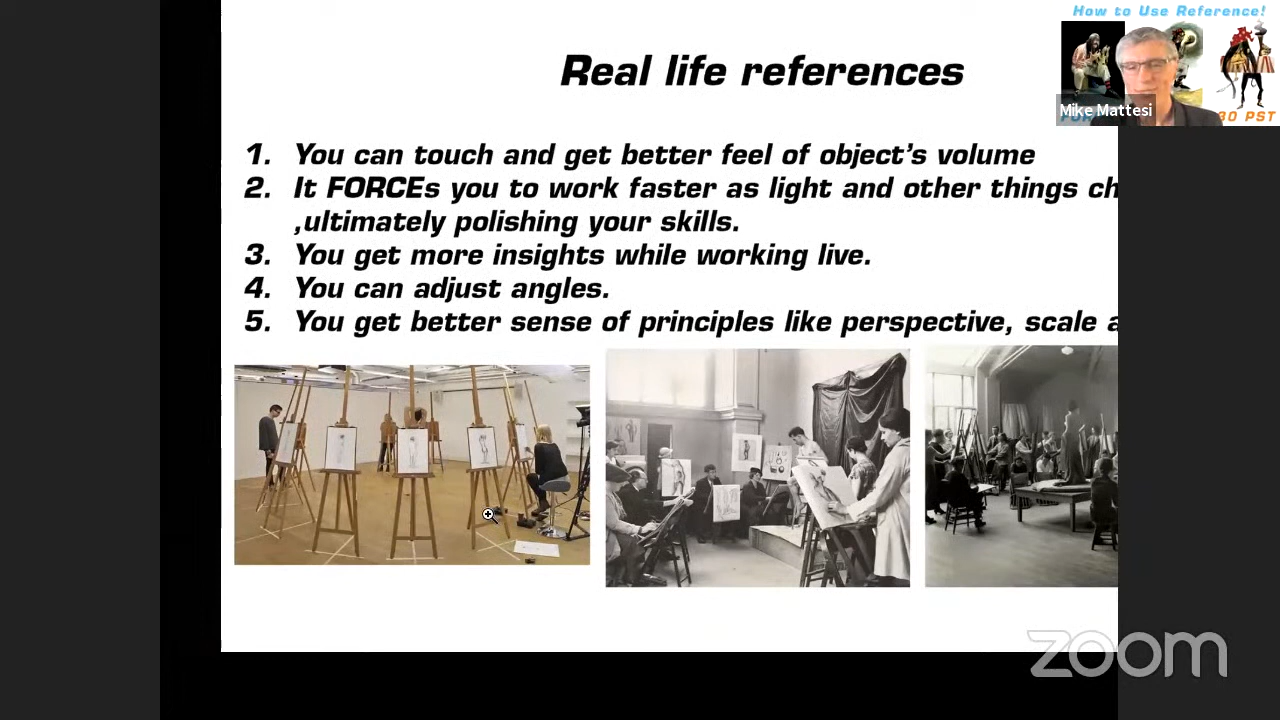 How to Use Reference!
Real life references
Mike Mattesi
30 PST
1. You can touch and get better feel of object's volume
2. It FORCEs you to work faster as light and other things ch
,ultimately polishing your skills.
3. You get more insights while working live.
4. You can adjust angles.
5. You get better sense of principles like perspective, scale a
zoom